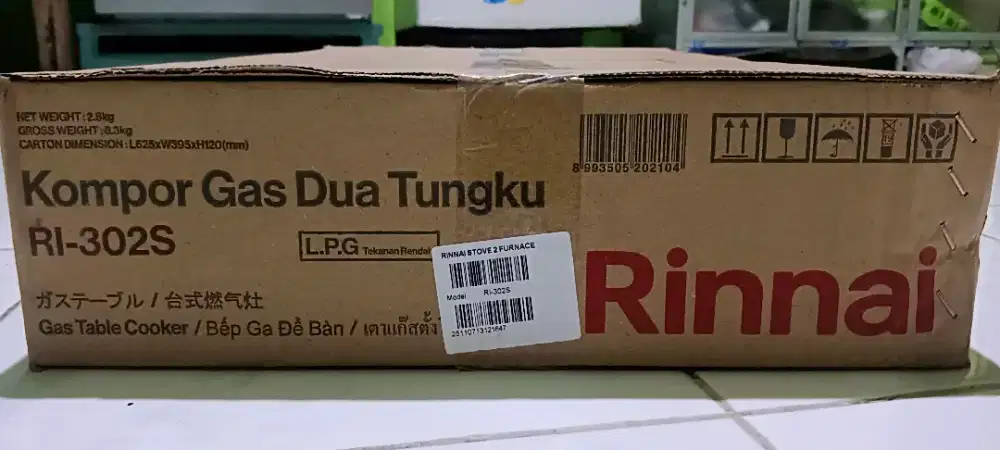 NET WEIGHT : 2.8kg
GROSS WEIGHT : 3.3kg
CARTON DIMENSION : L625xW395xH120(mm)
Kompor Gas Dua Tungku
RI-302S
L.P.G Tekanan Rendah
ガステーブル / 台式燃气灶
Gas Table Cooker / Bếp Ga Để Bàn / เตาแก๊สตั้ง
8 993505 202104
RINNAI STOVE 2 FURNACE
Model RI-302S
25110713121647
Rinnai